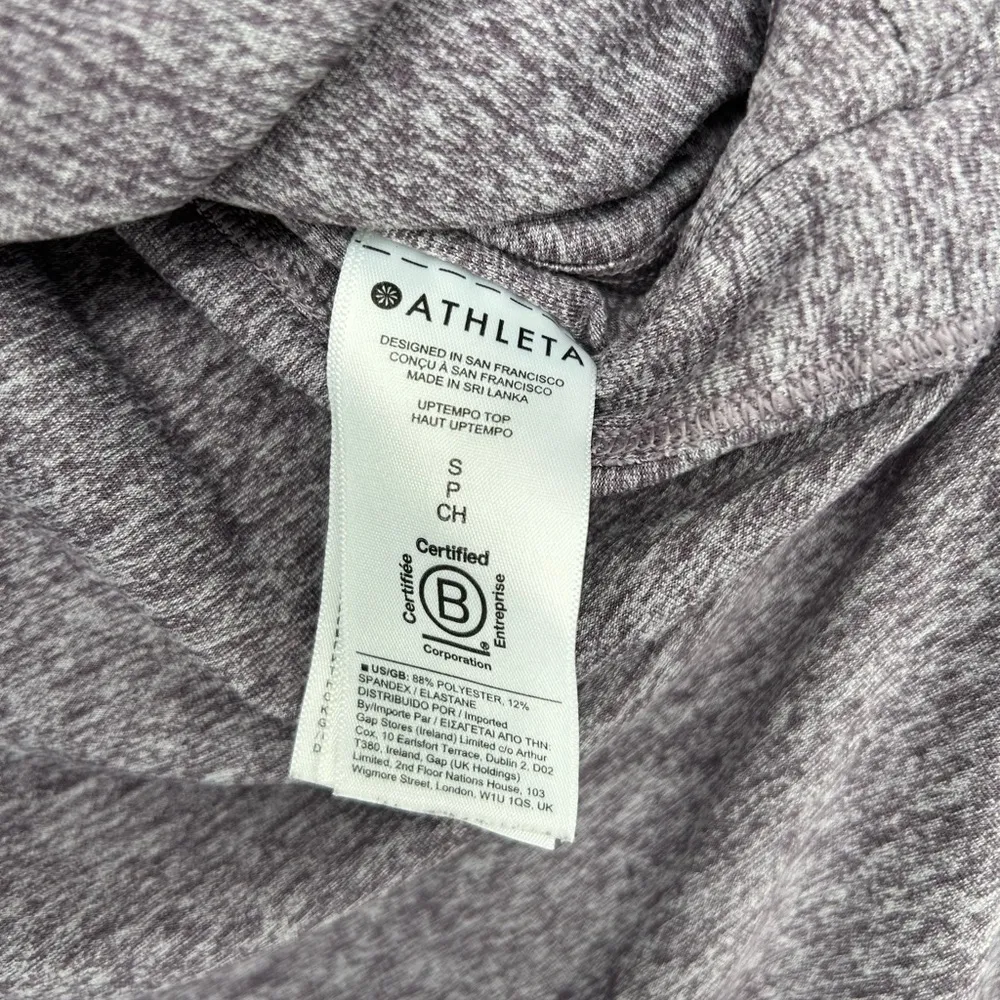 ATHLETA
DESIGNED IN SAN FRANCISCO
CONÇU À SAN FRANCISCO
MADE IN SRI LANKA
UPTEMPO TOP
HAUT UPTEMPO
S
P
CH
Certified
Certifiée
B
Entreprise
®
Corporation
US/GB: 88% POLYESTER, 12%
SPANDEX / ELASTANE
DISTRIBUIDO POR / Imported
By/Importe Par / ΕΙΣΑΓΕΤΑΙ ΑΠΟ ΤΗΝ
Gap Stores (Ireland) Limited c/o Arthur
Cox, 10 Earlsfort Terrace, Dublin 2, D02
T380, Ireland, Gap (UK Holdings)
Limited, 2nd Floor Nations House, 103
Wigmore Street, London, W1U 1QS, UK